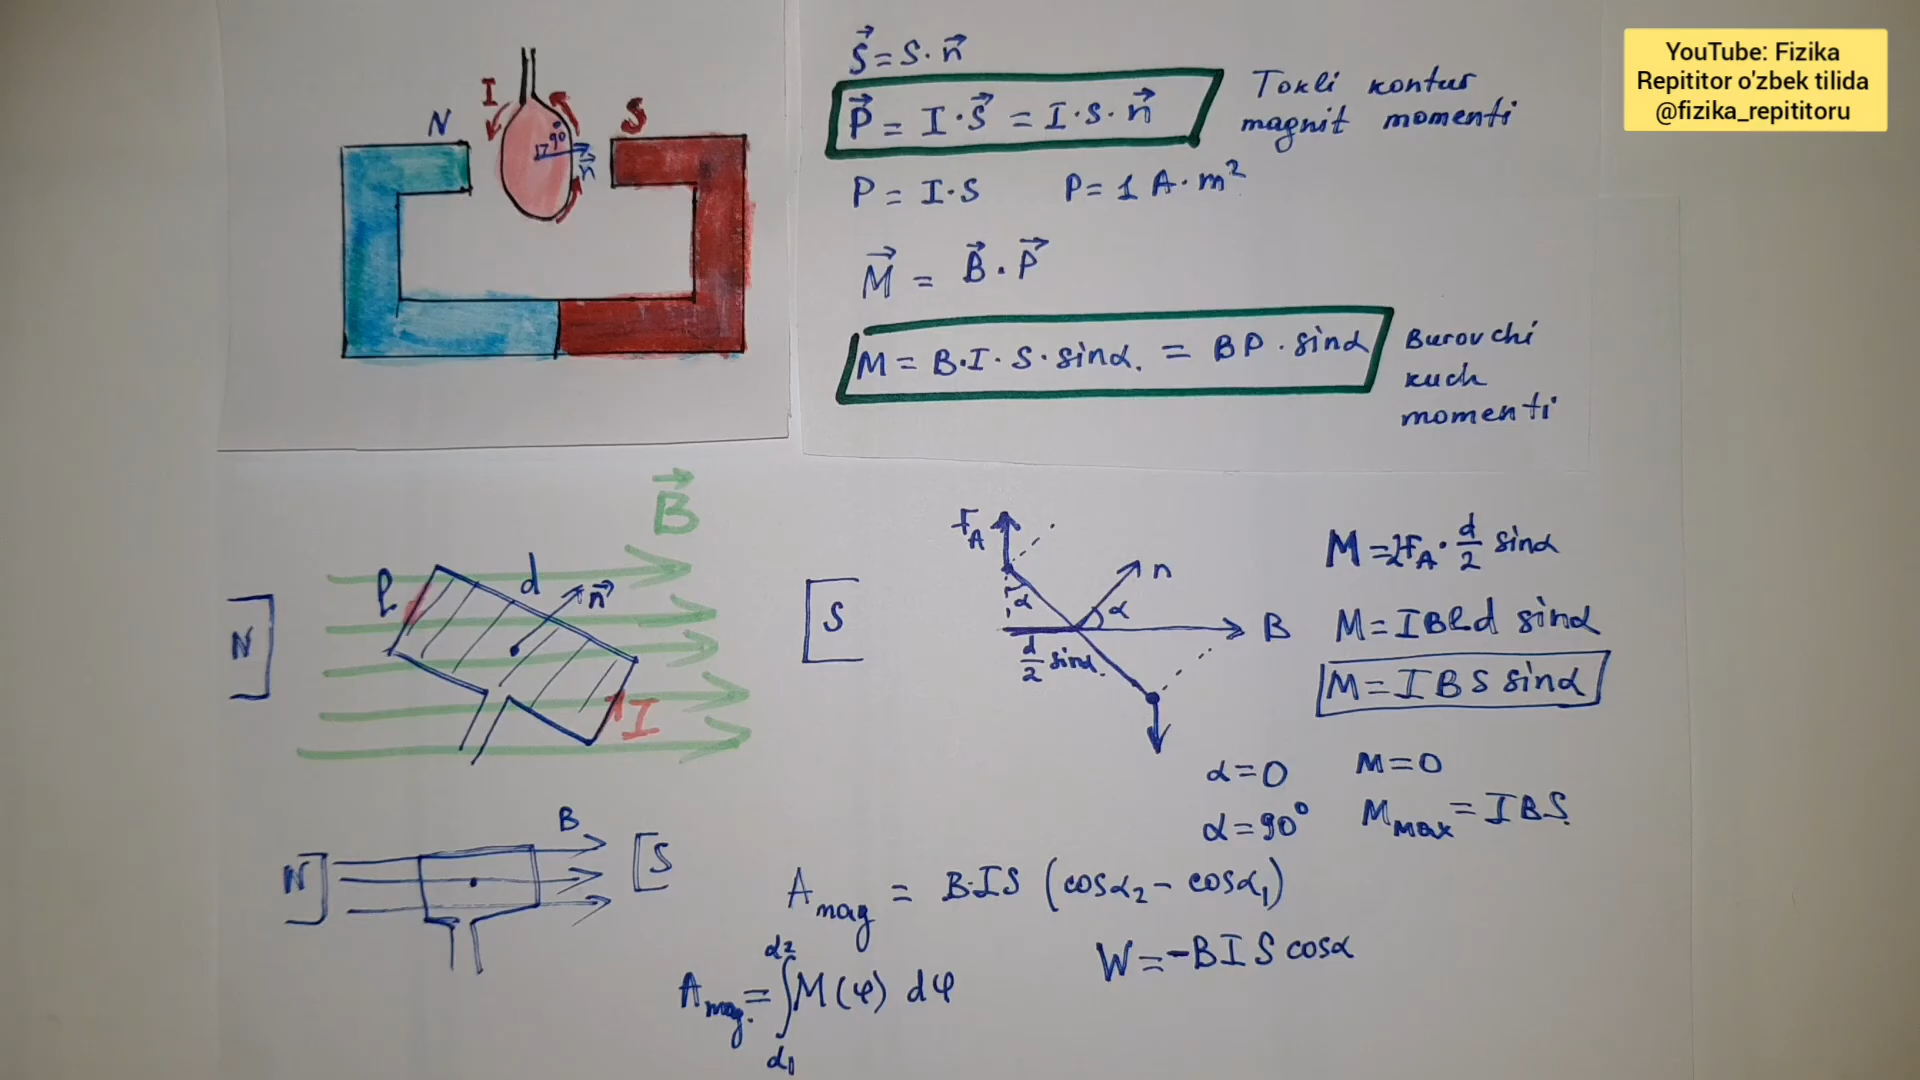 YouTube: Fizika
Repititor o'zbek tilida
@fizika_repititoru
I
N
S
90°
n⃗
S⃗ = S · n⃗
P⃗ = I · S⃗ = I · S · n⃗
Tokli kontur
magnit momenti
P = I · S P = 1 A · m²
M⃗ = B⃗ · P⃗
M = B · I · S · sinα. = BP · sinα
Burovchi
kuch
momenti
B⃗
ℓ
d
n⃗
N
S
I
F_A
n
α
α
B
d/2 sinα.
M = 2F_A · d/2 sinα
M = IBℓd sinα
M = IBS sinα
α = 0 M = 0
α = 90° M_max = IBS.
B
N
S
A_mag = B·IS (cosα₂ − cosα₁)
W = −BIS cosα
A_mag. = ∫_{α₁}^{α₂} M(φ) dφ